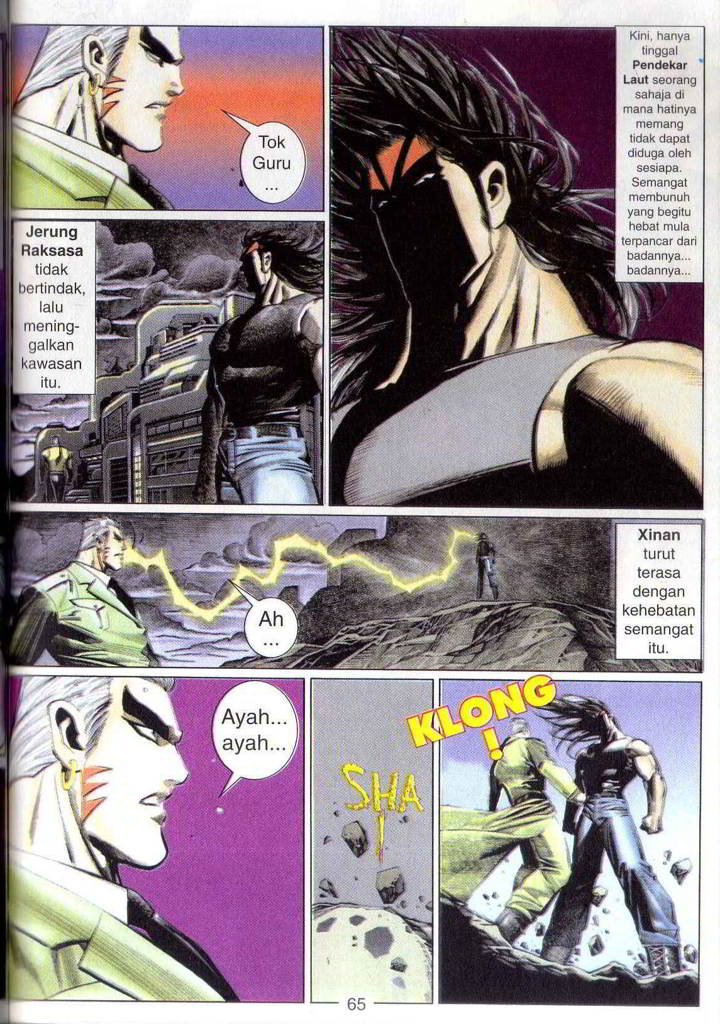 Tok
Guru
...
Kini, hanya
tinggal
Pendekar
Laut seorang
sahaja di
mana hatinya
memang
tidak dapat
diduga oleh
sesiapa.
Semangat
membunuh
yang begitu
hebat mula
terpancar dari
badannya...
badannya...
Jerung
Raksasa
tidak
bertindak,
lalu
mening-
galkan
kawasan
itu.
Ah
...
Xinan
turut
terasa
dengan
kehebatan
semangat
itu.
Ayah...
ayah...
SHA
!
KLONG
!
65